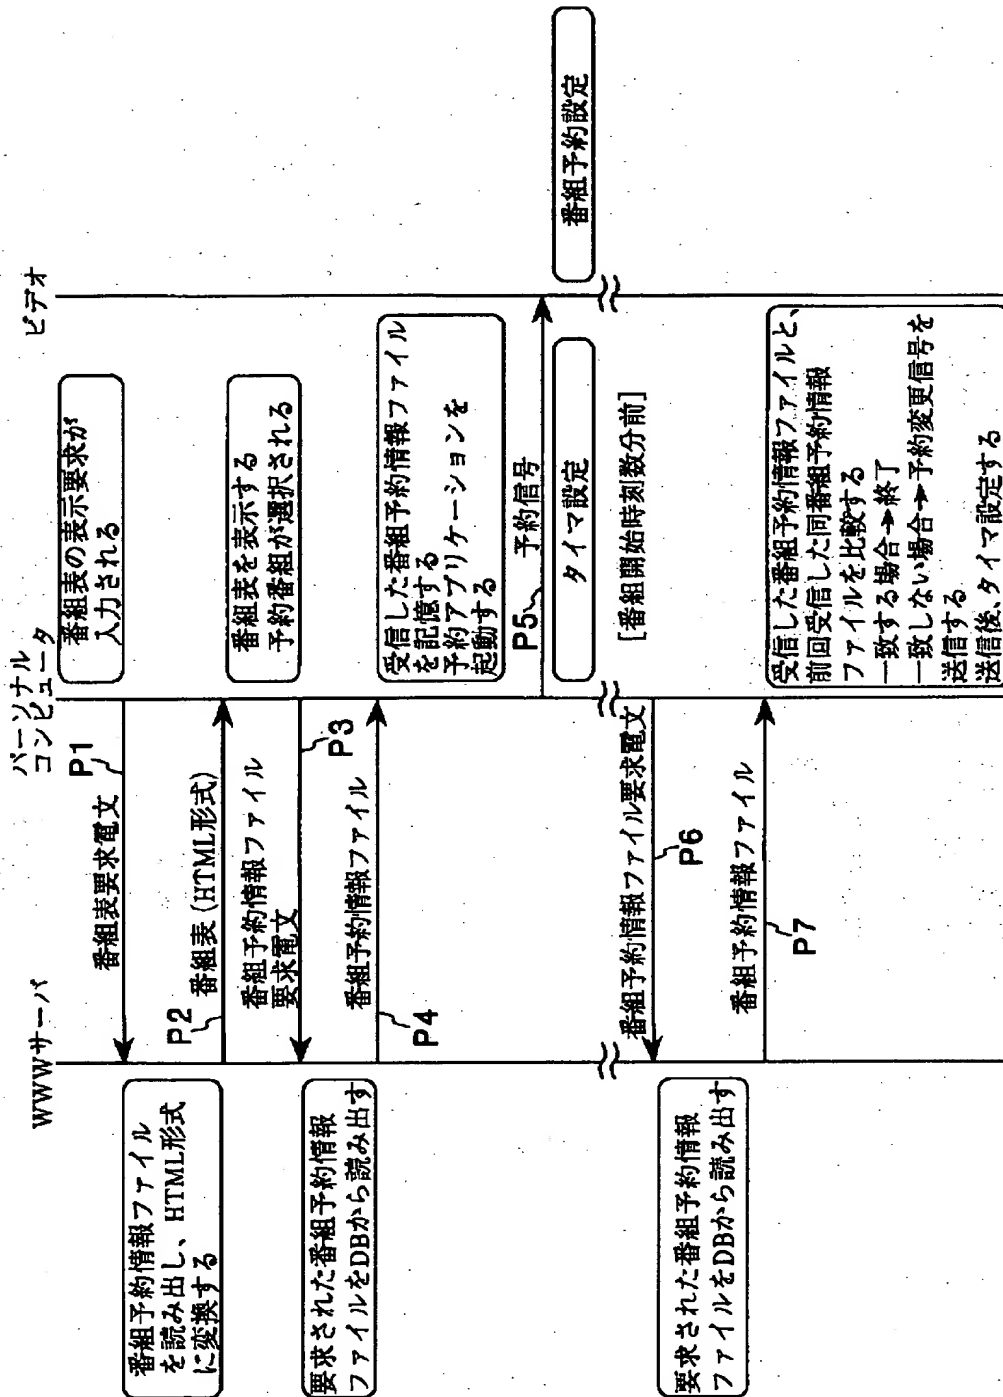 WWWサーバ
パーソナル
コンピュータ
ビデオ
番組表の表示要求が
入力される
P1
番組表要求電文
番組予約情報ファイル
を読み出し、HTML形式
に変換する
P2
番組表(HTML形式)
番組表を表示する
予約番組が選択される
番組予約情報ファイル
要求電文
P3
要求された番組予約情報
ファイルをDBから読み出す
番組予約情報ファイル
P4
受信した番組予約情報ファイル
を記憶する
予約アプリケーションを
起動する
P5
予約信号
タイマ設定
番組予約設定
[番組開始時刻数分前]
番組予約情報ファイル要求電文
P6
要求された番組予約情報
ファイルをDBから読み出す
番組予約情報ファイル
P7
受信した番組予約情報ファイルと、
前回受信した同番組予約情報
ファイルを比較する
一致する場合→終了
一致しない場合→予約変更信号を
送信する
送信後、タイマ設定する